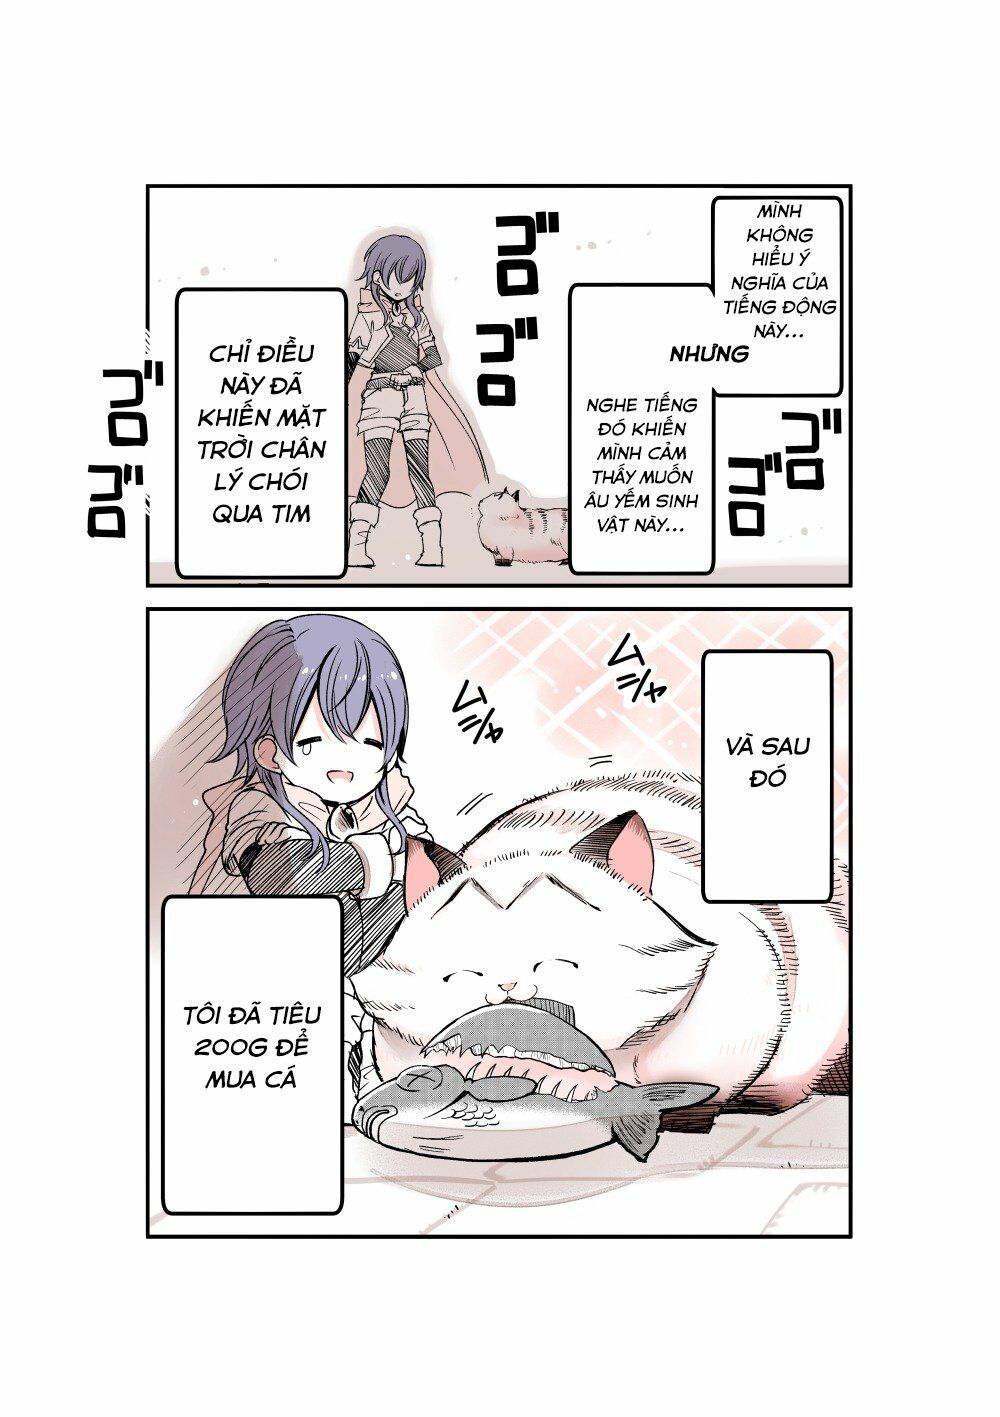 MÌNH
KHÔNG
HIỂU Ý
NGHĨA CỦA
TIẾNG ĐỘNG
NÀY...
NHƯNG
NGHE TIẾNG
ĐÓ KHIẾN
MÌNH CẢM
THẤY MUỐN
ÂU YẾM SINH
VẬT NÀY...
ゴロ
ゴロ
ゴロ
ゴロ
CHỈ ĐIỀU
NÀY ĐÃ
KHIẾN MẶT
TRỜI CHÂN
LÝ CHÓI
QUA TIM
ゴロ
ゴロ
VÀ SAU
ĐÓ
ムシャ
ムシャ
TÔI ĐÃ TIÊU
200G ĐỂ
MUA CÁ